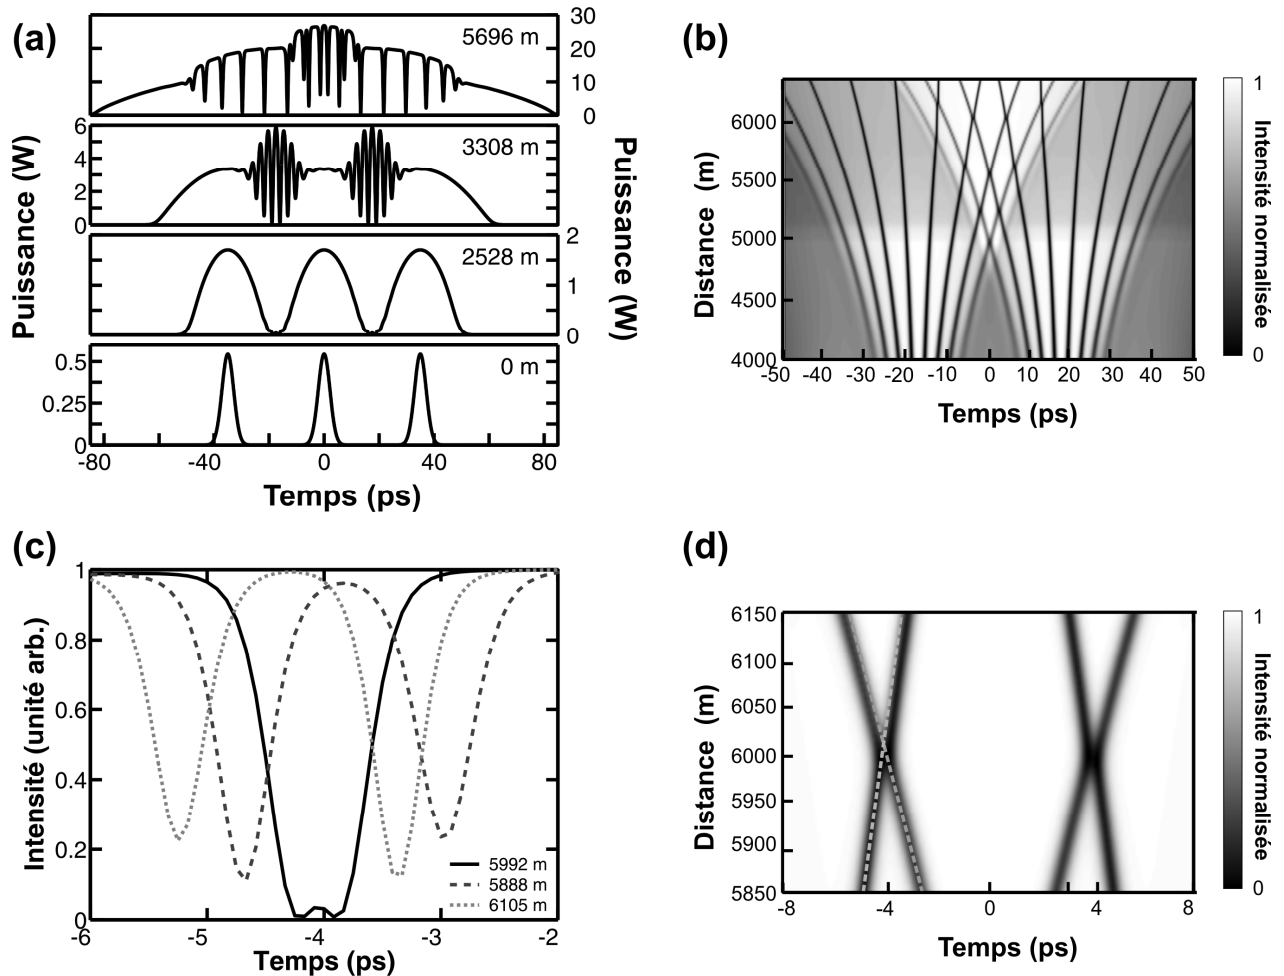 (a)
Puissance (W)
5696 m
30
20
10
0
6
4
2
0
3308 m
2528 m
2
1
0
Puissance (W)
0.5
0.25
0
0 m
-80 -40 0 40 80
Temps (ps)
(b)
Distance (m)
6000
5500
5000
4500
4000
-50 -40 -30 -20 -10 0 10 20 30 40 50
Temps (ps)
1
Intensité normalisée
0
(c)
Intensité (unité arb.)
1
0.8
0.6
0.4
0.2
0
5992 m
5888 m
6105 m
-6 -5 -4 -3 -2
Temps (ps)
(d)
Distance (m)
6150
6100
6050
6000
5950
5900
5850
-8 -4 0 4 8
Temps (ps)
1
Intensité normalisée
0